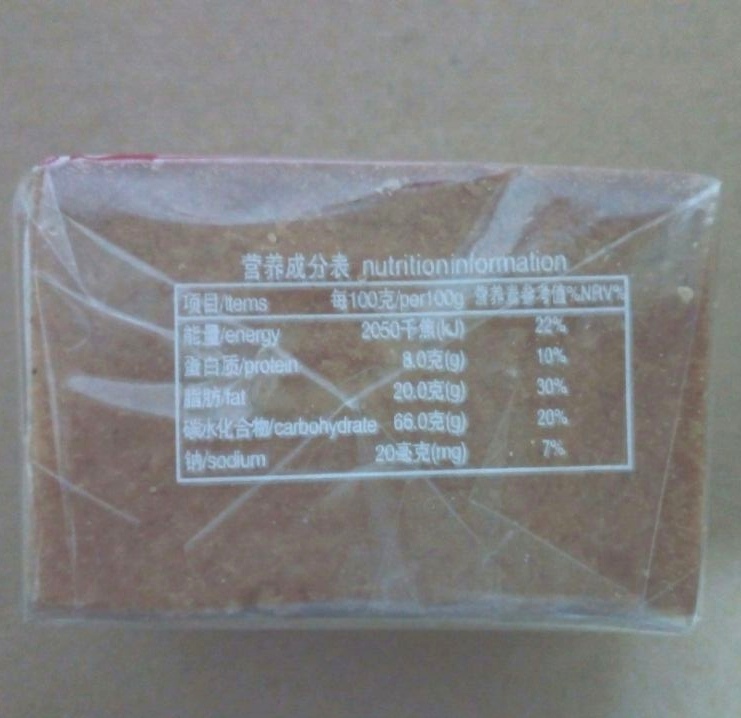 营养成分表 nutritioninformation
项目/Items 每100克/per100g 营养素参考值%NRV%
能量/energy 2050千焦(kJ) 22%
蛋白质/protein 8.0克(g) 10%
脂肪/fat 20.0克(g) 30%
碳水化合物/carbohydrate 66.0克(g) 20%
钠/sodium 20毫克(mg) 7%